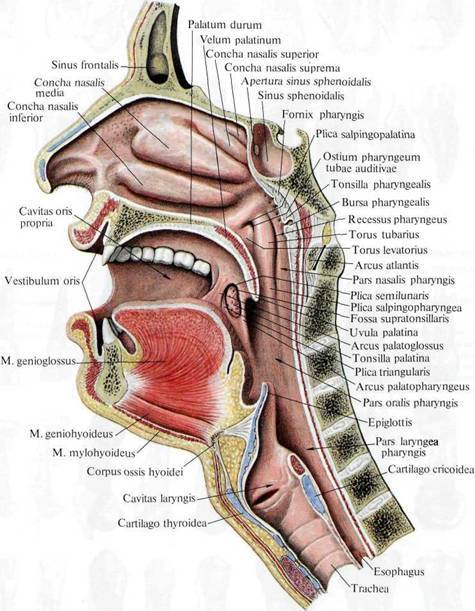 Palatum durum
Velum palatinum
Concha nasalis superior
Concha nasalis suprema
Apertura sinus sphenoidalis
Sinus sphenoidalis
Fornix pharyngis
Plica salpingopalatina
Ostium pharyngeum
tubae auditivae
Tonsilla pharyngealis
Bursa pharyngealis
Recessus pharyngeus
Torus tubarius
Torus levatorius
Arcus atlantis
Pars nasalis pharyngis
Plica semilunaris
Plica salpingopharyngea
Fossa supratonsillaris
Uvula palatina
Arcus palatoglossus
Tonsilla palatina
Plica triangularis
Arcus palatopharyngeus
Pars oralis pharyngis
Epiglottis
Pars laryngea
pharyngis
Cartilago cricoidea
Esophagus
Trachea
Sinus frontalis
Concha nasalis
media
Concha nasalis
inferior
Cavitas oris
propria
Vestibulum oris
M. genioglossus
M. geniohyoideus
M. mylohyoideus
Corpus ossis hyoidei
Cavitas laryngis
Cartilago thyroidea